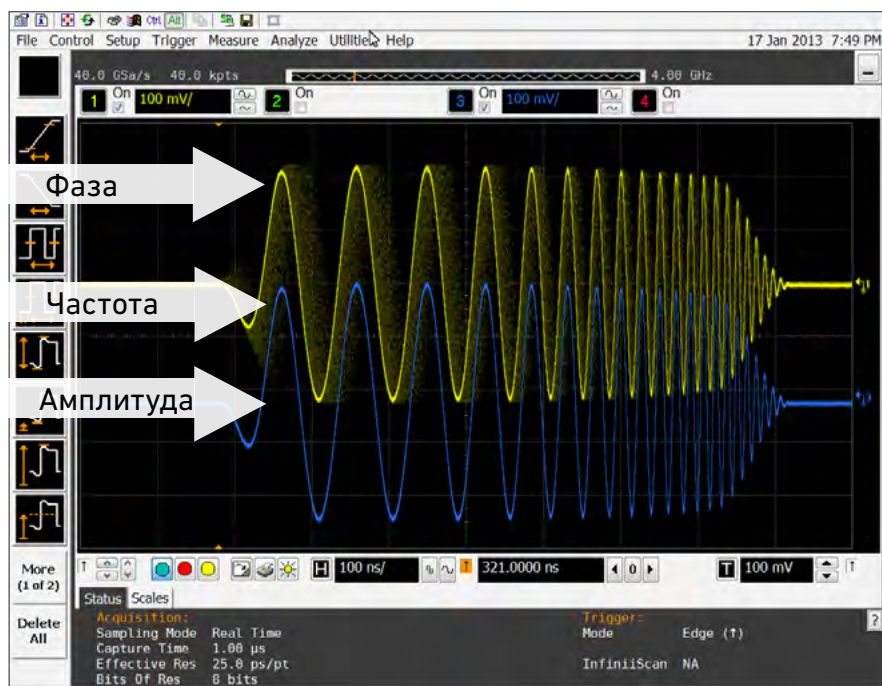 Ctrl Alt
File Control Setup Trigger Measure Analyze Utilities Help 17 Jan 2013 7:49 PM
40.0 GSa/s 40.0 kpts 4.00 GHz
1 On 100 mV/ 2 On 3 On 100 mV/ 4 On
Фаза
Частота
Амплитуда
More
(1 of 2)
Delete
All
H 100 ns/ T 321.0000 ns 0 T 100 mV
Status Scales
Acquisition: Trigger:
Sampling Mode Real Time Mode Edge (↑)
Capture Time 1.00 µs
Effective Res 25.0 ps/pt InfiniiScan NA
Bits Of Res 8 bits
?